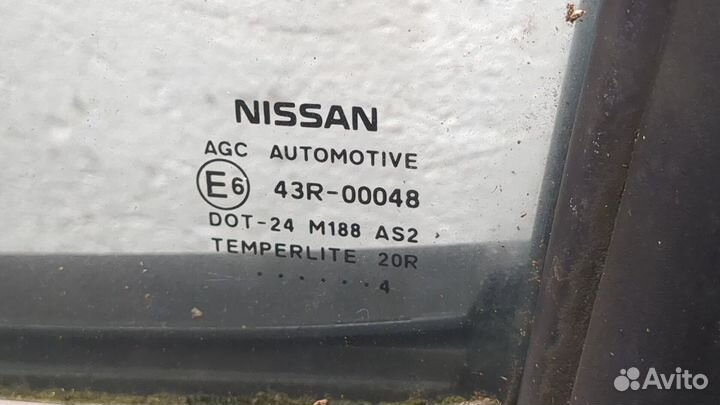 NISSAN
AGC AUTOMOTIVE
E6 43R-00048
DOT-24 M188 AS2
TEMPERLITE 20R
. . . . . . 4
Avito